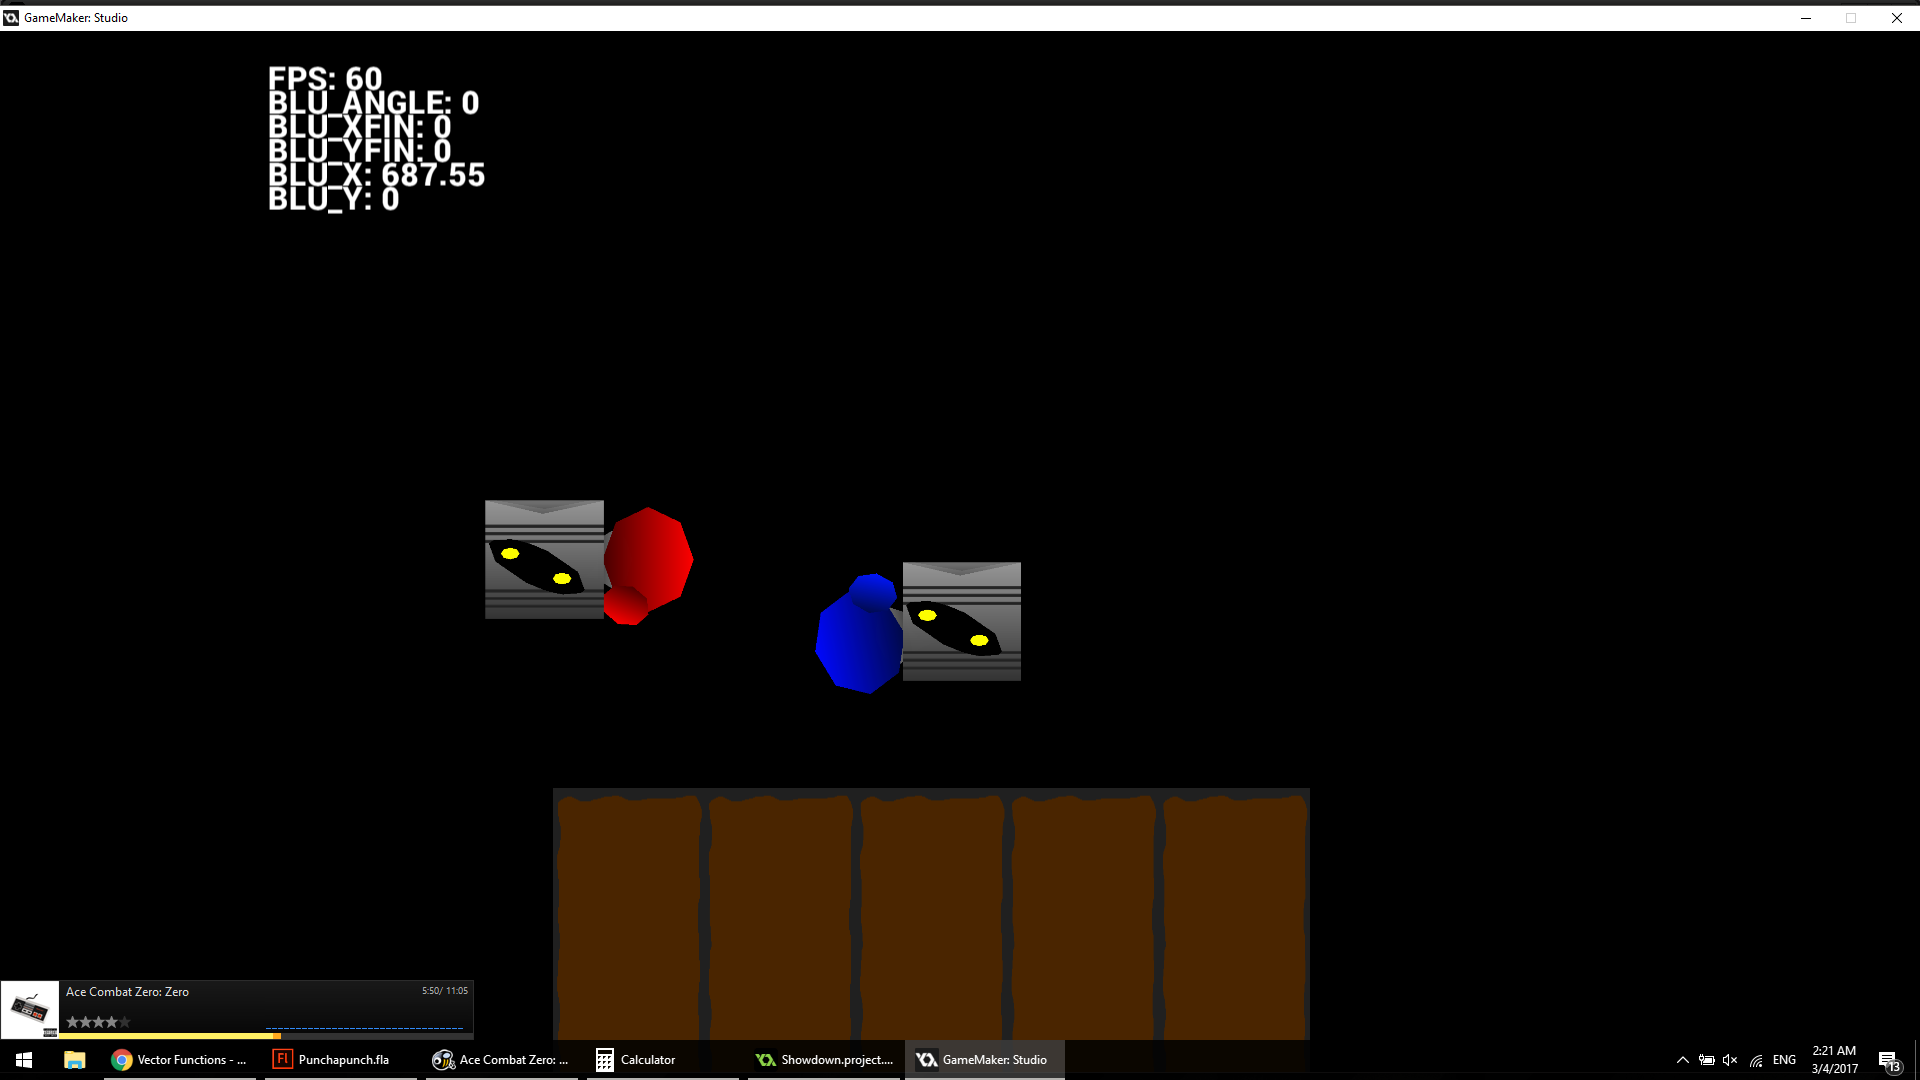 GameMaker: Studio
FPS: 60
BLU_ANGLE: 0
BLU_XFIN: 0
BLU_YFIN: 0
BLU_X: 687.55
BLU_Y: 0
Ace Combat Zero: Zero
5:50/ 11:05
Vector Functions - ...
Fl
Punchapunch.fla
Ace Combat Zero: ...
Calculator
Showdown.project....
GameMaker: Studio
ENG
2:21 AM
3/4/2017
13